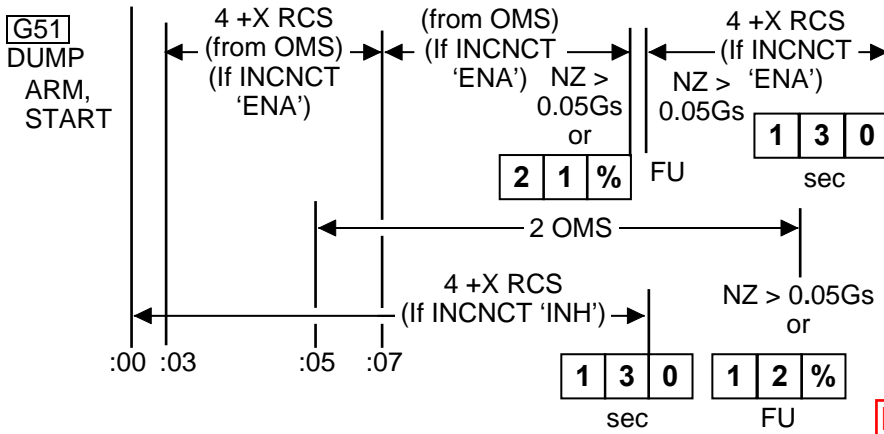 G51
DUMP
ARM,
START
4 +X RCS
(from OMS)
(If INCNCT
‘ENA’)
(from OMS)
(If INCNCT
‘ENA’)
NZ >
0.05Gs
or
2 1 %
FU
4 +X RCS
(If INCNCT
‘ENA’)
NZ >
0.05Gs
1 3 0
sec
2 OMS
4 +X RCS
(If INCNCT ‘INH’)
NZ > 0.05Gs
or
:00 :03 :05 :07
1 3 0
sec
1 2 %
FU